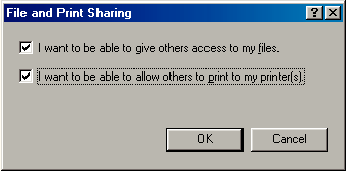 File and Print Sharing
I want to be able to give others access to my files.
I want to be able to allow others to print to my printer(s).
OK Cancel